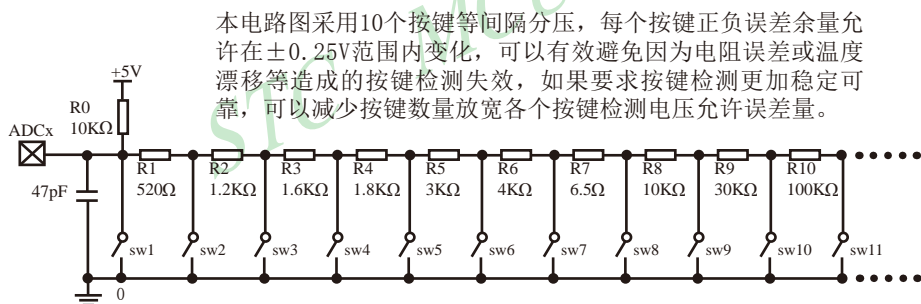 本电路图采用10个按键等间隔分压，每个按键正负误差余量允
许在±0.25V范围内变化，可以有效避免因为电阻误差或温度
漂移等造成的按键检测失效，如果要求按键检测更加稳定可
靠，可以减少按键数量放宽各个按键检测电压允许误差量。
STC MCU
+5V
R0
10KΩ
ADCx
R1 R2 R3 R4 R5 R6 R7 R8 R9 R10
520Ω 1.2KΩ 1.6KΩ 1.8KΩ 3KΩ 4KΩ 6.5Ω 10KΩ 30KΩ 100KΩ
47pF
sw1 sw2 sw3 sw4 sw5 sw6 sw7 sw8 sw9 sw10 sw11
0